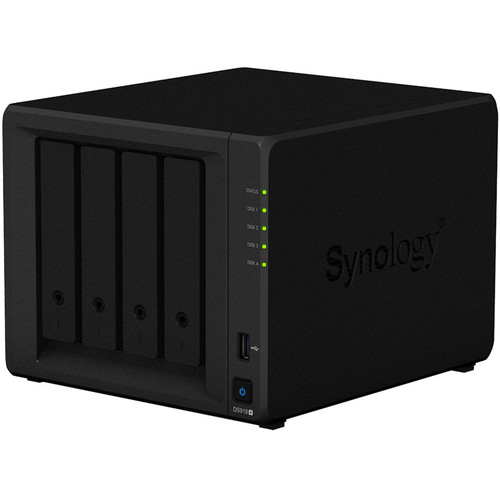 STATUS
DISK 1
DISK 2
DISK 3
DISK 4
Synology
DS918+